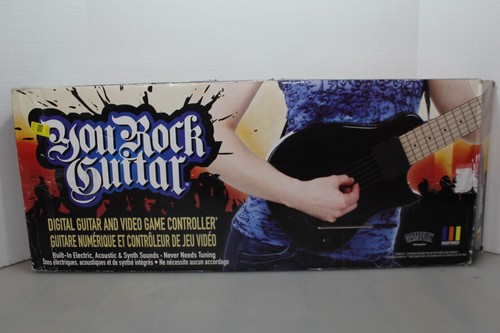 You Rock
Guitar
DIGITAL GUITAR AND VIDEO GAME CONTROLLER*
GUITARE NUMÉRIQUE ET CONTRÔLEUR DE JEU VIDÉO
Built-In Electric, Acoustic & Synth Sounds • Never Needs Tuning
Sons électriques, acoustiques et de synthé intégrés • Ne nécessite aucun accordage
INSPIRED